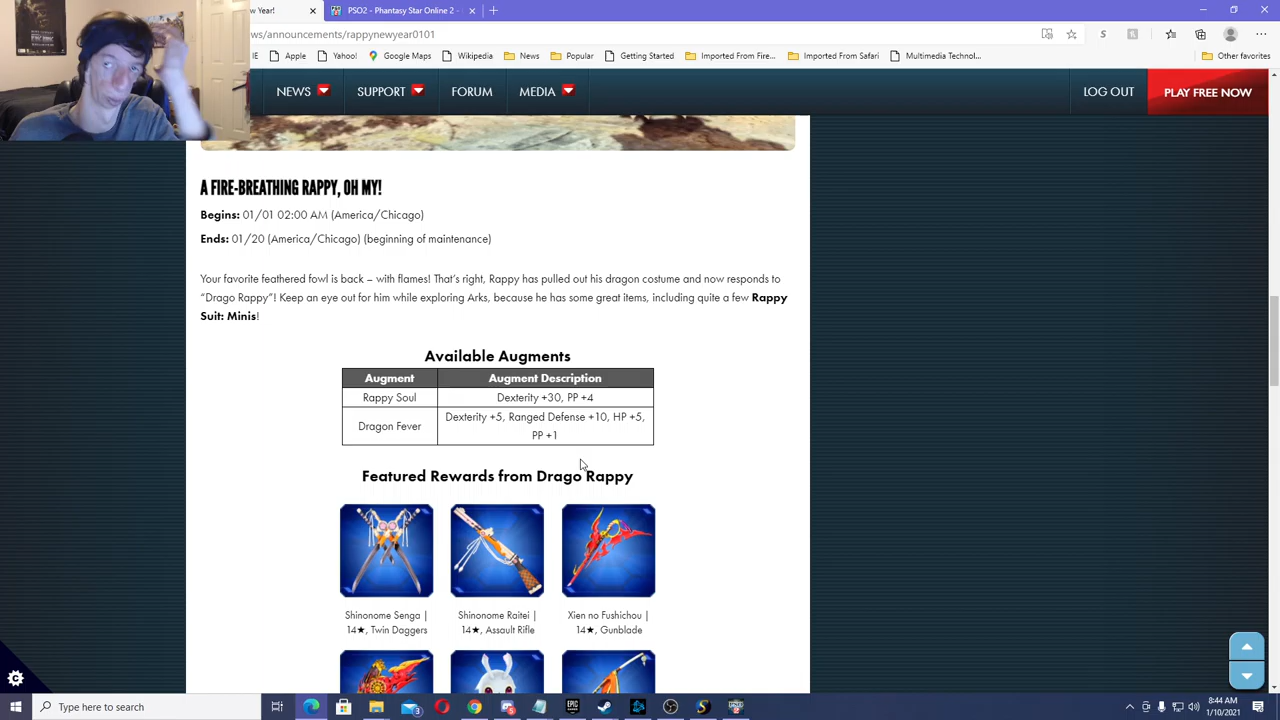 w Year!
PSO2 - Phantasy Star Online 2 -
ws/announcements/rappynewyear0101
IE
Apple
Yahoo!
Google Maps
Wikipedia
News
Popular
Getting Started
Imported From Fire...
Imported From Safari
Multimedia Technol...
Other favorites
NEWS
SUPPORT
FORUM
MEDIA
LOG OUT
PLAY FREE NOW
A FIRE-BREATHING RAPPY, OH MY!
Begins: 01/01 02:00 AM (America/Chicago)
Ends: 01/20 (America/Chicago) (beginning of maintenance)
Your favorite feathered fowl is back – with flames! That's right, Rappy has pulled out his dragon costume and now responds to
"Drago Rappy"! Keep an eye out for him while exploring Arks, because he has some great items, including quite a few Rappy
Suit: Minis!
Available Augments
Augment
Augment Description
Rappy Soul
Dexterity +30, PP +4
Dragon Fever
Dexterity +5, Ranged Defense +10, HP +5,
PP +1
Featured Rewards from Drago Rappy
Shinonome Senga |
14★, Twin Daggers
Shinonome Raitei |
14★, Assault Rifle
Xien no Fushichou |
14★, Gunblade
Type here to search
3
EPIC
8:44 AM
1/10/2021